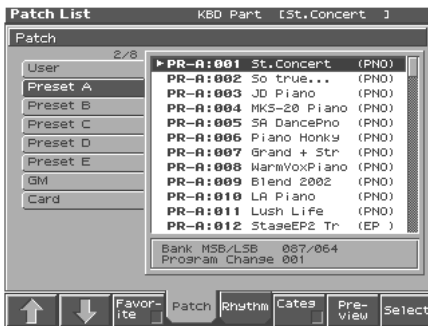 Patch List KBD Part [St.Concert ]
Patch
2/8
User
Preset A
Preset B
Preset C
Preset D
Preset E
GM
Card
PR-A:001 St.Concert (PNO)
PR-A:002 So true... (PNO)
PR-A:003 JD Piano (PNO)
PR-A:004 MKS-20 Piano (PNO)
PR-A:005 SA DancePno (PNO)
PR-A:006 Piano Honky (PNO)
PR-A:007 Grand + Str (PNO)
PR-A:008 WarmVoxPiano (PNO)
PR-A:009 Blend 2002 (PNO)
PR-A:010 LA Piano (PNO)
PR-A:011 Lush Life (PNO)
PR-A:012 StageEP2 Tr (EP )
Bank MSB/LSB 087/064
Program Change 001
Favor-
ite
Patch
Rhythm
Categ
Pre-
view
Select